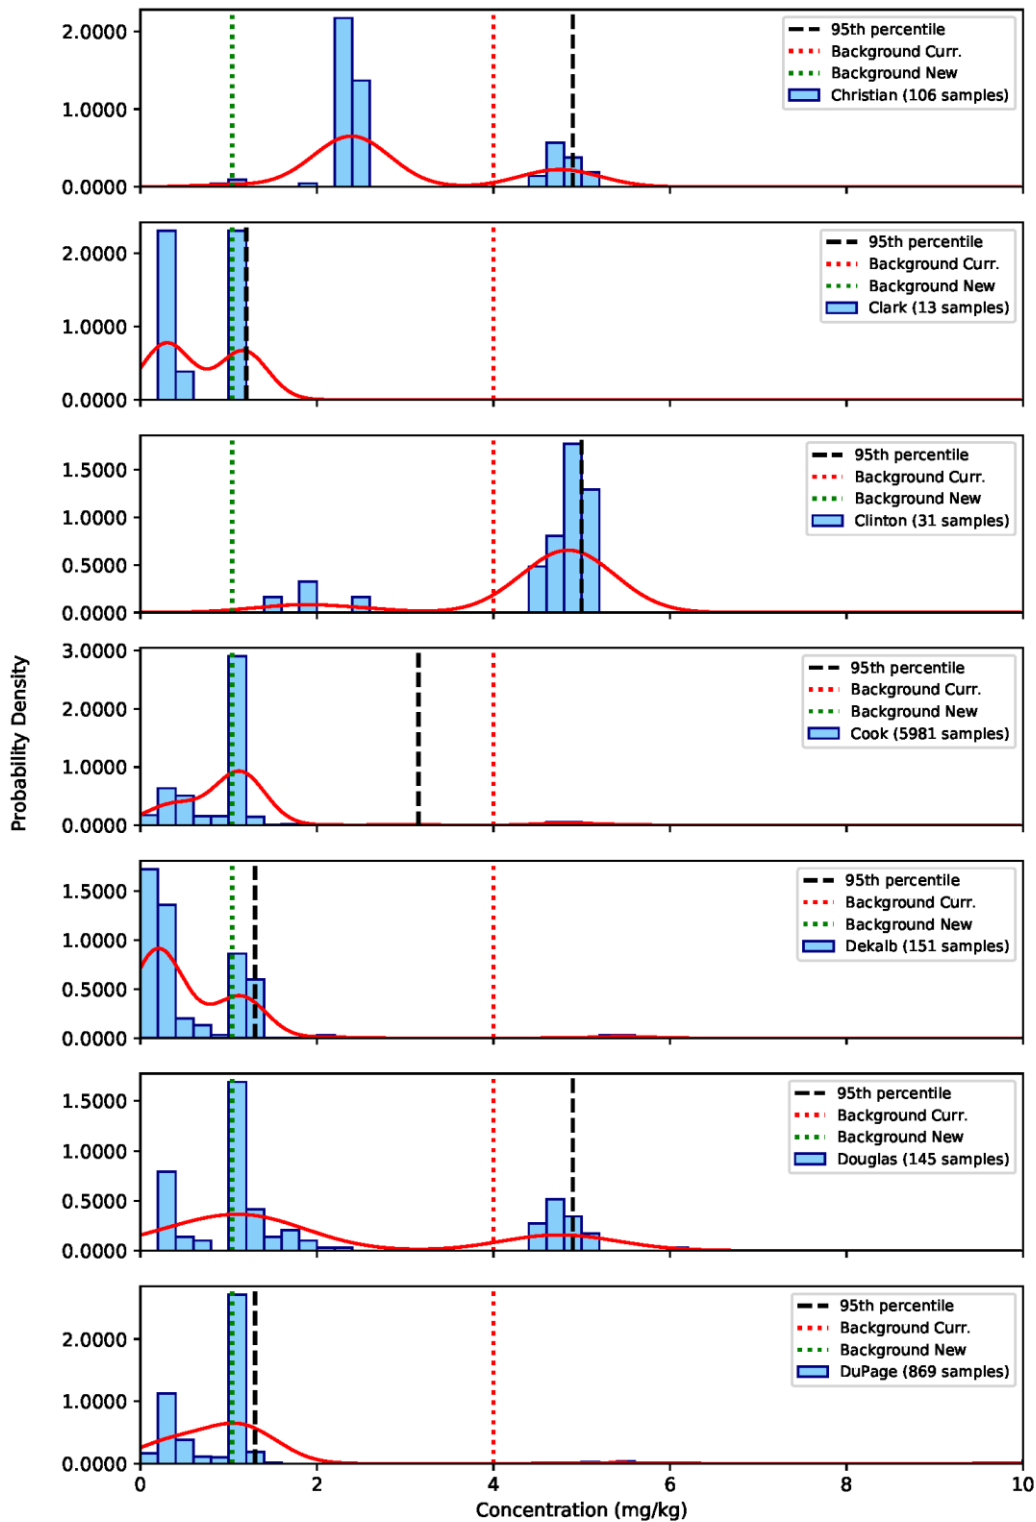 2.0000
1.0000
0.0000
95th percentile
Background Curr.
Background New
Christian (106 samples)
2.0000
1.0000
0.0000
95th percentile
Background Curr.
Background New
Clark (13 samples)
1.5000
1.0000
0.5000
0.0000
95th percentile
Background Curr.
Background New
Clinton (31 samples)
Probability Density
3.0000
2.0000
1.0000
0.0000
95th percentile
Background Curr.
Background New
Cook (5981 samples)
1.5000
1.0000
0.5000
0.0000
95th percentile
Background Curr.
Background New
Dekalb (151 samples)
1.5000
1.0000
0.5000
0.0000
95th percentile
Background Curr.
Background New
Douglas (145 samples)
2.0000
1.0000
0.0000
95th percentile
Background Curr.
Background New
DuPage (869 samples)
0 2 4 6 8 10
Concentration (mg/kg)